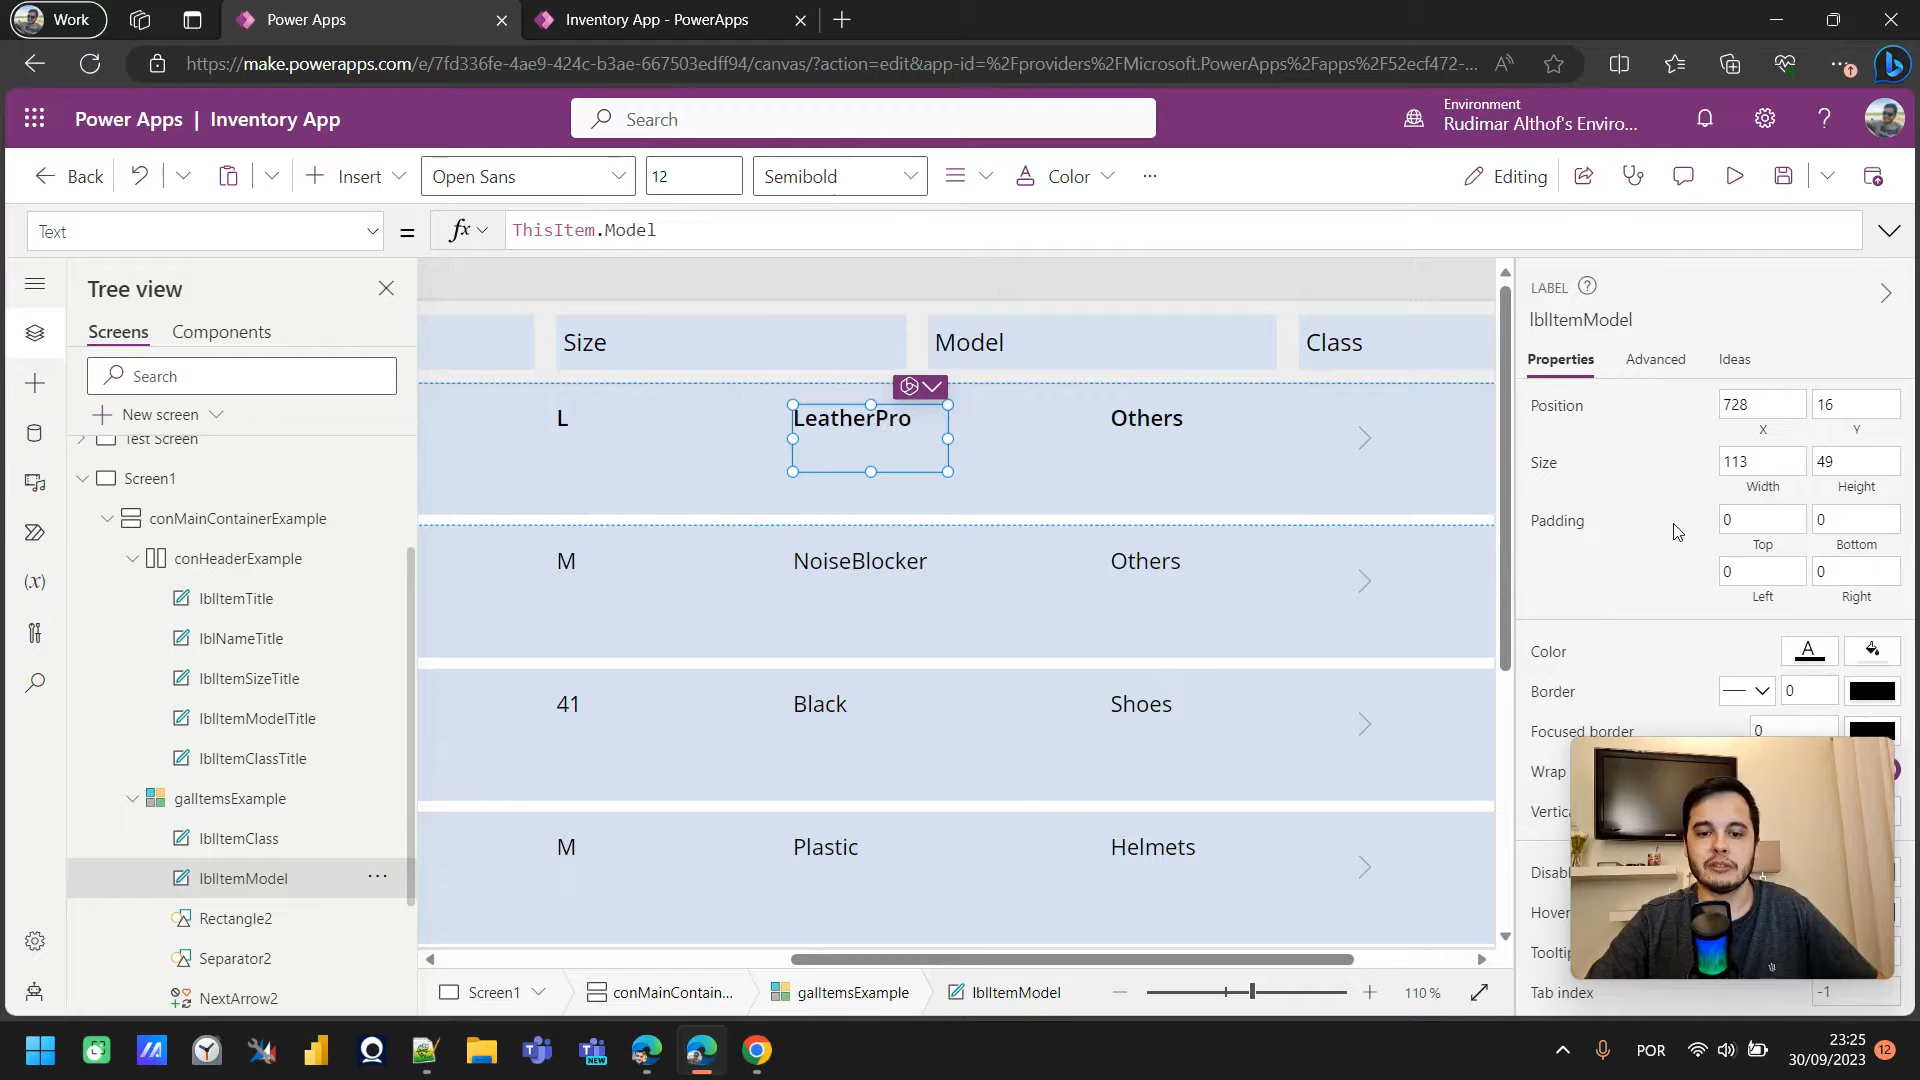 Work
Power Apps
Inventory App - PowerApps
https://make.powerapps.com/e/7fd336fe-4ae9-424c-b3ae-667503edff94/canvas/?action=edit&app-id=%2Fproviders%2FMicrosoft.PowerApps%2Fapps%2F52ecf472-...
Power Apps | Inventory App
Search
Environment
Rudimar Althof's Enviro...
Back
Insert
Open Sans
12
Semibold
Color
Editing
Text
=
fx
ThisItem.Model
Tree view
Screens
Components
Search
New screen
Test Screen
Screen1
conMainContainerExample
conHeaderExample
lblItemTitle
lblNameTitle
lblItemSizeTitle
lblItemModelTitle
lblItemClassTitle
galItemsExample
lblItemClass
lblItemModel
Rectangle2
Separator2
NextArrow2
Size
Model
Class
L
LeatherPro
Others
M
NoiseBlocker
Others
41
Black
Shoes
M
Plastic
Helmets
Screen1
conMainContain...
galItemsExample
lblItemModel
110 %
LABEL
lblItemModel
Properties
Advanced
Ideas
Position
728
16
X
Y
Size
113
49
Width
Height
Padding
0
0
Top
Bottom
0
0
Left
Right
Color
Border
0
Focused border
0
Wrap
Vertica
Disabl
Hover
Tooltip
Tab index
-1
NEW
POR
23:25
30/09/2023
12